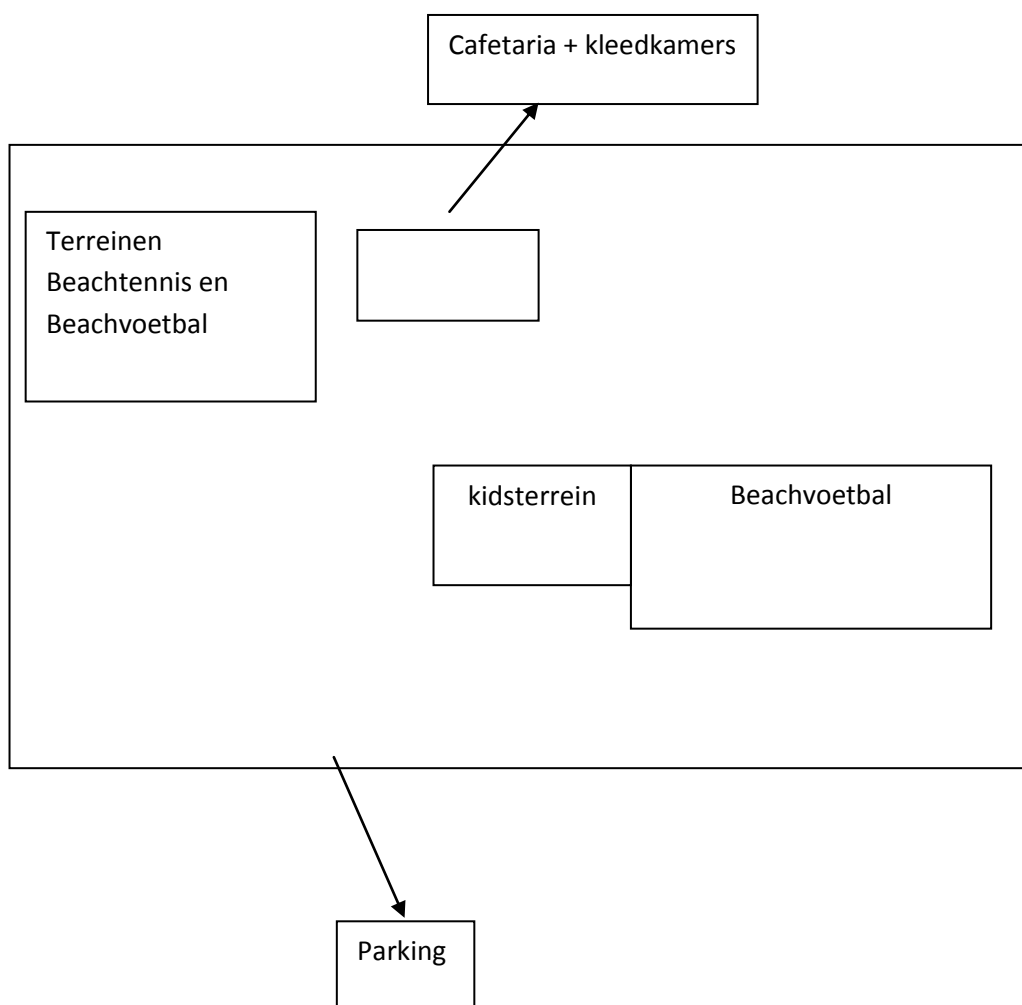 Cafetaria + kleedkamers
Terreinen
Beachtennis en
Beachvoetbal
kidsterrein
Beachvoetbal
Parking